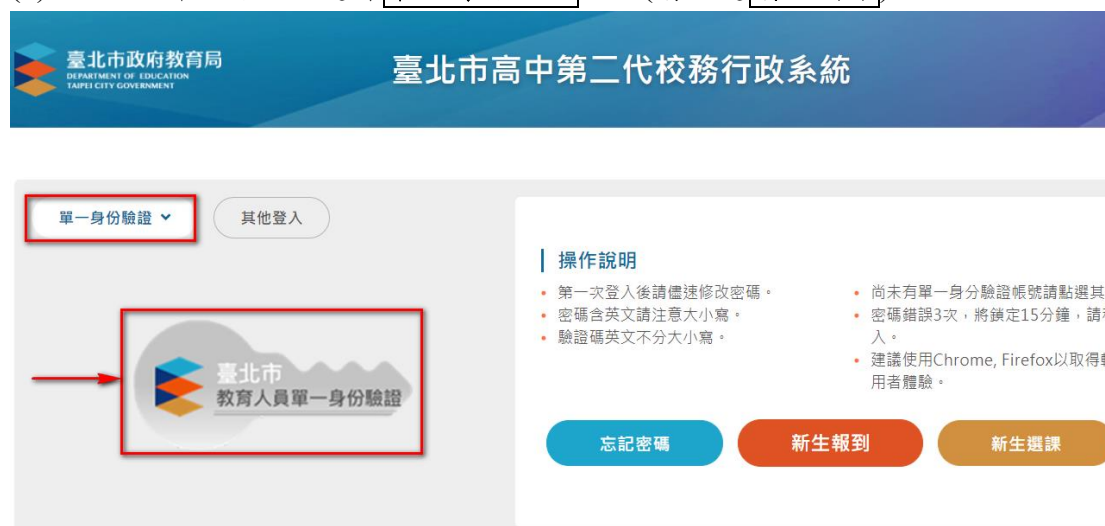 臺北市政府教育局
DEPARTMENT OF EDUCATION
TAIPEI CITY GOVERNMENT
臺北市高中第二代校務行政系統
單一身份驗證
其他登入
臺北市
教育人員單一身份驗證
操作說明
第一次登入後請儘速修改密碼。
密碼含英文請注意大小寫。
驗證碼英文不分大小寫。
尚未有單一身分驗證帳號請點選其
密碼錯誤3次，將鎖定15分鐘，請
入。
建議使用Chrome, Firefox以取得
用者體驗。
忘記密碼
新生報到
新生選課